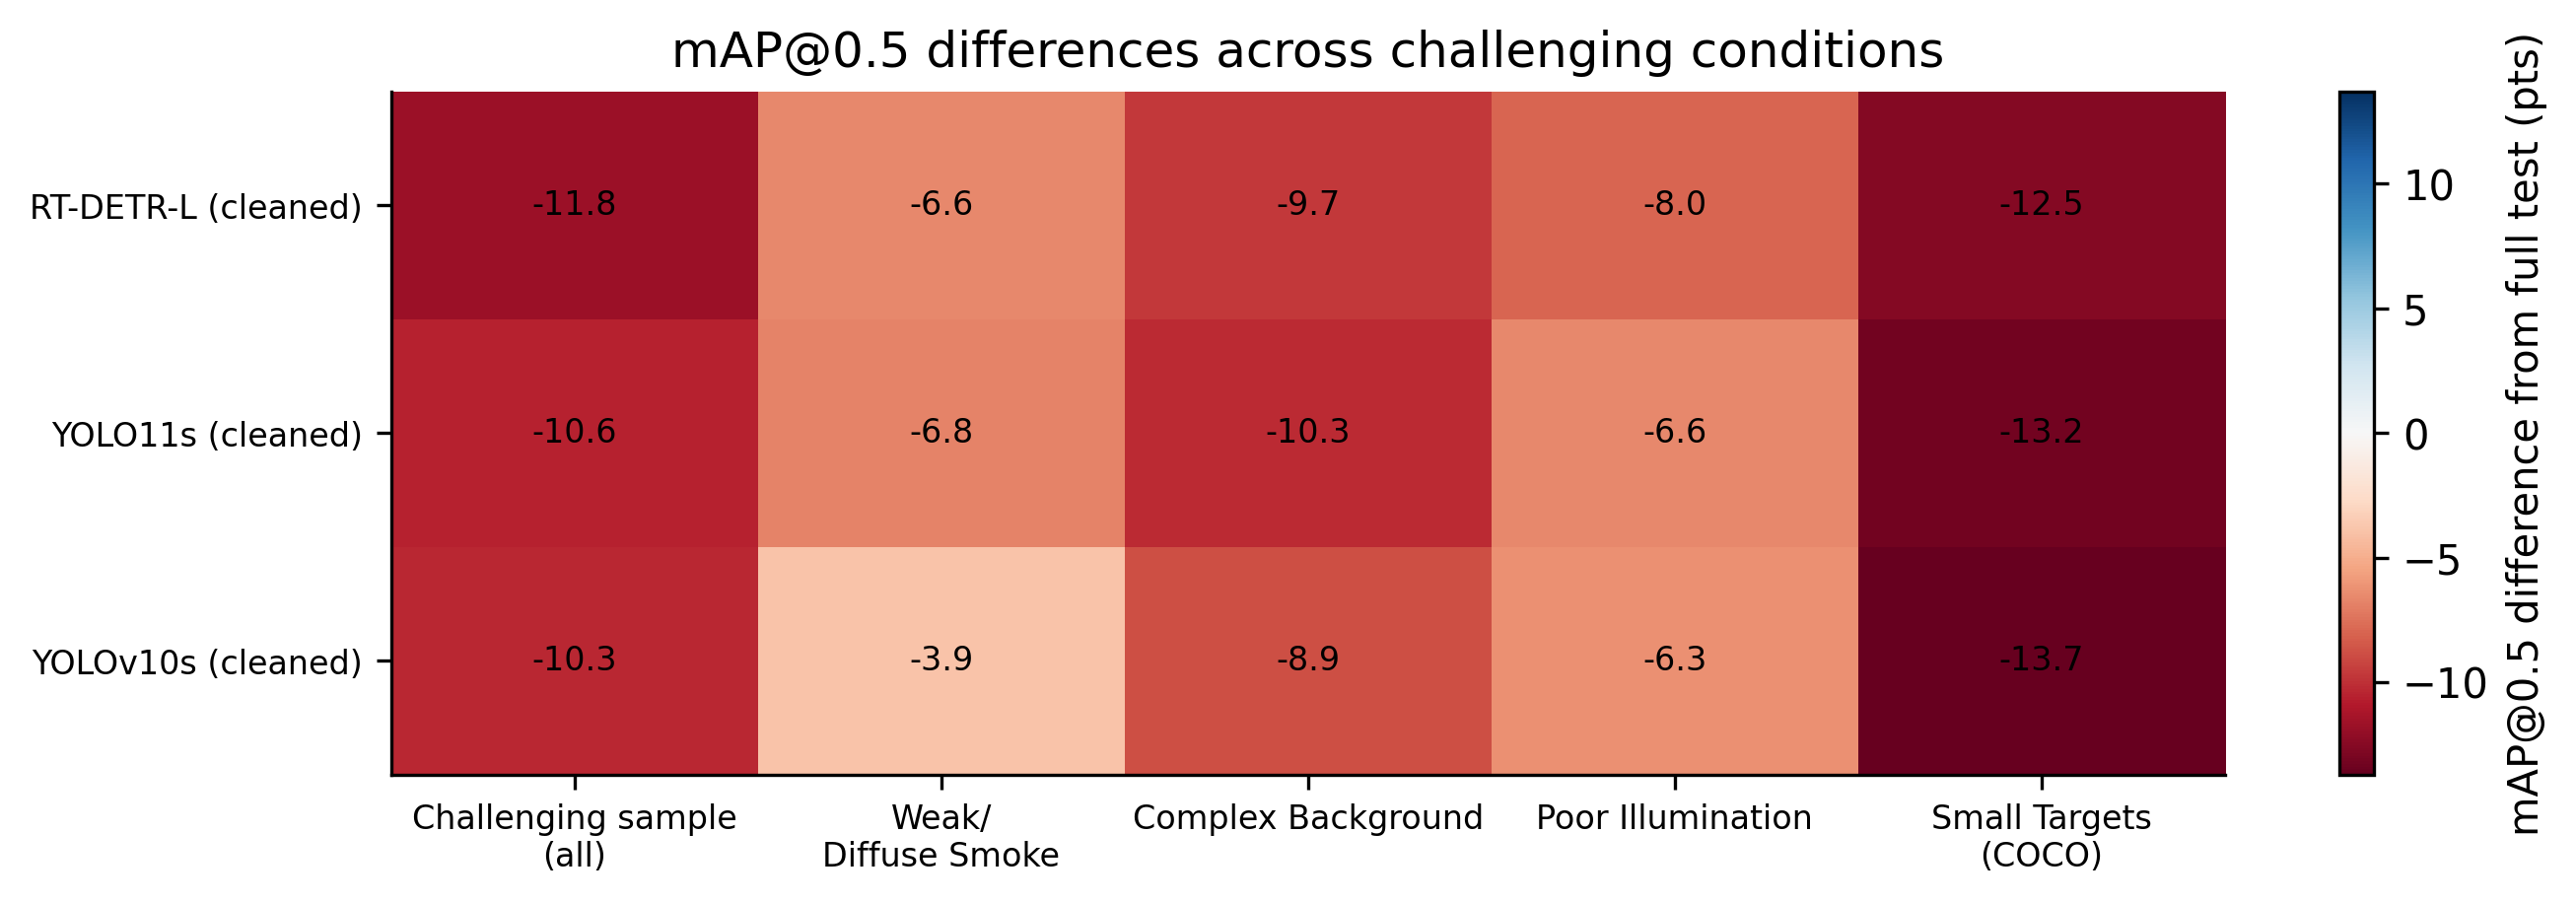 mAP@0.5 differences across challenging conditions
RT-DETR-L (cleaned)
-11.8
-6.6
-9.7
-8.0
-12.5
YOLO11s (cleaned)
-10.6
-6.8
-10.3
-6.6
-13.2
YOLOv10s (cleaned)
-10.3
-3.9
-8.9
-6.3
-13.7
Challenging sample
(all)
Weak/
Diffuse Smoke
Complex Background
Poor Illumination
Small Targets
(COCO)
10
5
0
−5
−10
mAP@0.5 difference from full test (pts)